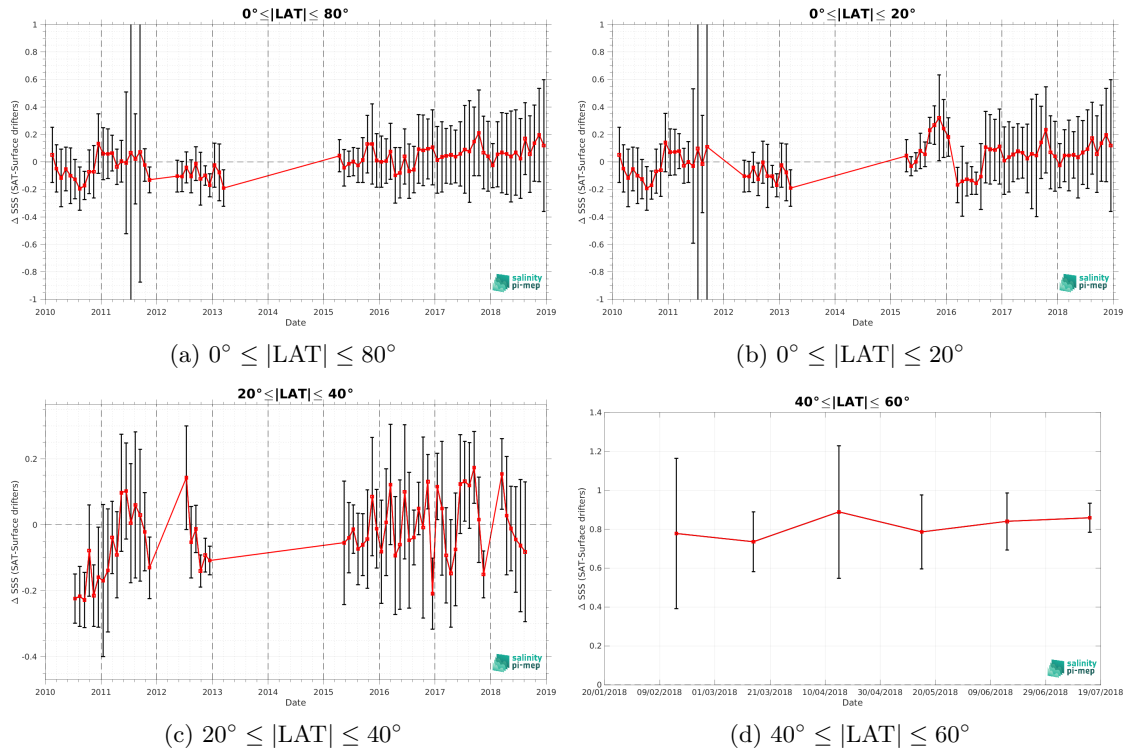 0°≤|LAT|≤ 80°
Δ SSS (SAT-Surface drifters)
1
0.8
0.6
0.4
0.2
0
-0.2
-0.4
-0.6
-0.8
-1
2010 2011 2012 2013 2014 2015 2016 2017 2018 2019
Date
salinity
pi-mep
(a) 0° ≤ |LAT| ≤ 80°
0°≤|LAT|≤ 20°
Δ SSS (SAT-Surface drifters)
1
0.8
0.6
0.4
0.2
0
-0.2
-0.4
-0.6
-0.8
-1
2010 2011 2012 2013 2014 2015 2016 2017 2018 2019
Date
salinity
pi-mep
(b) 0° ≤ |LAT| ≤ 20°
20°≤|LAT|≤ 40°
Δ SSS (SAT-Surface drifters)
0.2
0
-0.2
-0.4
2010 2011 2012 2013 2014 2015 2016 2017 2018 2019
Date
salinity
pi-mep
(c) 20° ≤ |LAT| ≤ 40°
40°≤|LAT|≤ 60°
Δ SSS (SAT-Surface drifters)
1.4
1.2
1
0.8
0.6
0.4
0.2
0
20/01/2018 09/02/2018 01/03/2018 21/03/2018 10/04/2018 30/04/2018 20/05/2018 09/06/2018 29/06/2018 19/07/2018
Date
salinity
pi-mep
(d) 40° ≤ |LAT| ≤ 60°